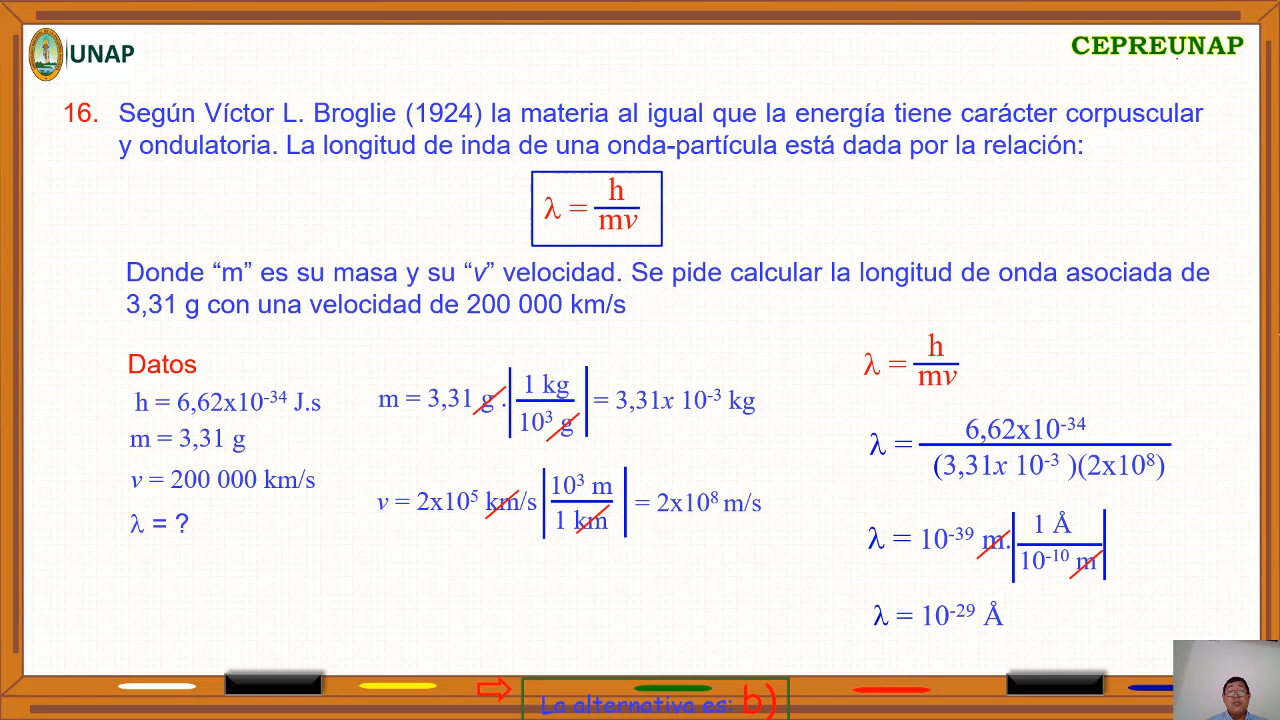 UNAP
CEPREUNAP
16. Según Víctor L. Broglie (1924) la materia al igual que la energía tiene carácter corpuscular
y ondulatoria. La longitud de inda de una onda-partícula está dada por la relación:
λ = h/mv
Donde “m” es su masa y su “v” velocidad. Se pide calcular la longitud de onda asociada de
3,31 g con una velocidad de 200 000 km/s
Datos
h = 6,62x10⁻³⁴ J.s
m = 3,31 g
v = 200 000 km/s
λ = ?
m = 3,31 g . |1 kg/10³ g| = 3,31x 10⁻³ kg
v = 2x10⁵ km/s |10³ m/1 km| = 2x10⁸ m/s
λ = h/mv
λ = 6,62x10⁻³⁴/(3,31x 10⁻³ )(2x10⁸)
λ = 10⁻³⁹ m. |1 Å/10⁻¹⁰ m|
λ = 10⁻²⁹ Å
La alternativa es: b)